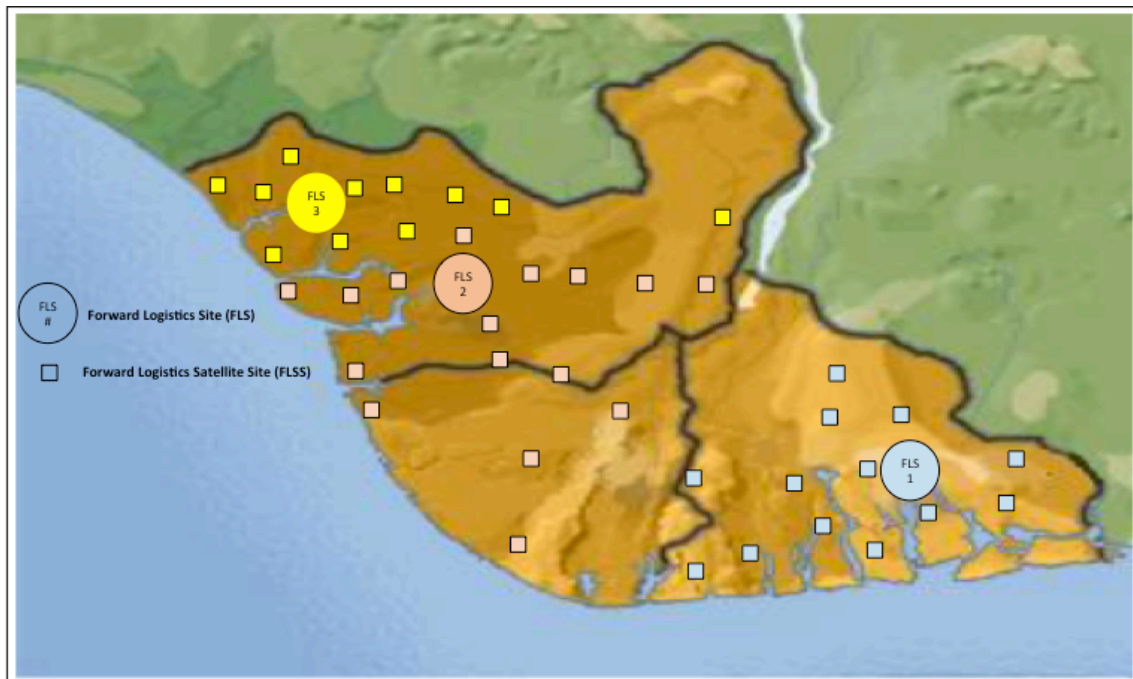 FLS
3
FLS
2
FLS
#
Forward Logistics Site (FLS)
Forward Logistics Satellite Site (FLSS)
FLS
1